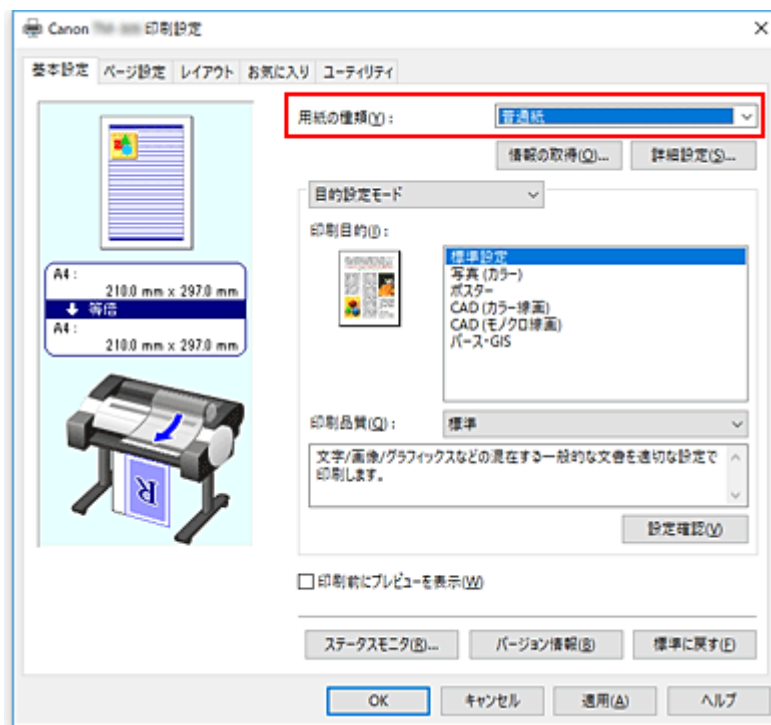 Canon 印刷設定
基本設定 ページ設定 レイアウト お気に入り ユーティリティ
用紙の種類(Y): 普通紙
情報の取得(O)... 詳細設定(S)...
目的設定モード
印刷目的(I):
標準設定
写真 (カラー)
ポスター
CAD (カラー線画)
CAD (モノクロ線画)
パース・GIS
A4 :
210.0 mm x 297.0 mm
等倍
A4 :
210.0 mm x 297.0 mm
R
印刷品質(Q): 標準
文字/画像/グラフィックスなどの混在する一般的な文書を適切な設定で
印刷します。
設定確認(V)
印刷前にプレビューを表示(W)
ステータスモニタ(R)... バージョン情報(B) 標準に戻す(F)
OK キャンセル 適用(A) ヘルプ